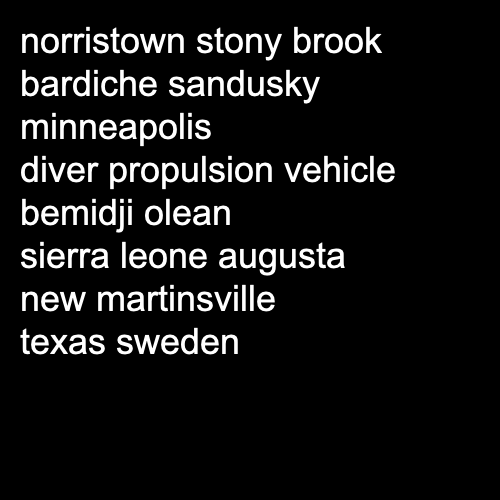 norristown stony brook
bardiche sandusky
minneapolis
diver propulsion vehicle
bemidji olean
sierra leone augusta
new martinsville
texas sweden